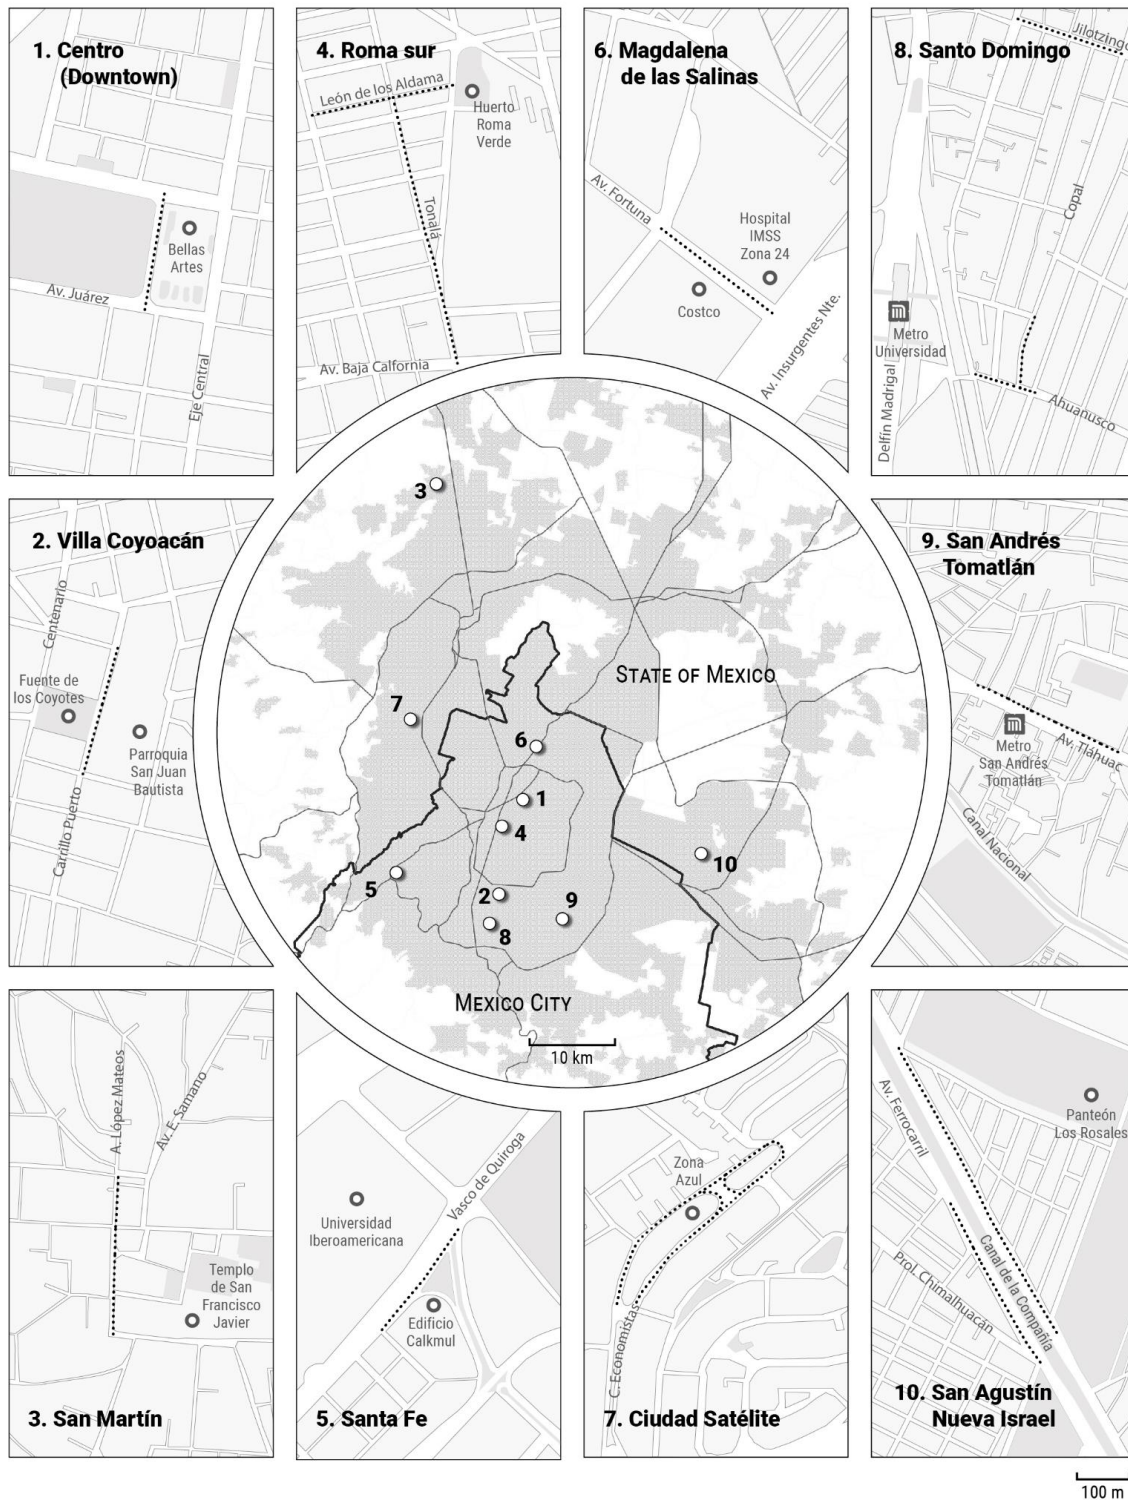 1. Centro
(Downtown)
Bellas
Artes
Av. Juárez
Eje Central
4. Roma sur
León de los Aldama
Huerto
Roma
Verde
Tonalá
Av. Baja Calfornia
6. Magdalena
de las Salinas
Av. Fortuna
Hospital
IMSS
Zona 24
Costco
Av. Insurgentes Nte.
Jilotzingo
8. Santo Domingo
Copal
Metro
Universidad
Delfín Madrigal
Ahuanusco
2. Villa Coyoacán
Centenario
Fuente de
los Coyotes
Parroquia
San Juan
Bautista
Carrillo Puerto
3
STATE OF MEXICO
7
6
1
4
10
5
2
9
8
MEXICO CITY
10 km
9. San Andrés
Tomatlán
Metro
San Andrés
Tomatlán
Av. Tláhuac
Canal Nacional
A. López Mateos
Av. E. Samano
Templo
de San
Francisco
Javier
3. San Martín
Vasco de Quiroga
Universidad
Iberoamericana
Edificio
Calkmul
5. Santa Fe
Zona
Azul
C. Economistas
7. Ciudad Satélite
Av. Ferrocarril
Panteón
Los Rosales
Canal de la Compañía
Prol. Chimalhuacán
10. San Agustín
Nueva Israel
100 m